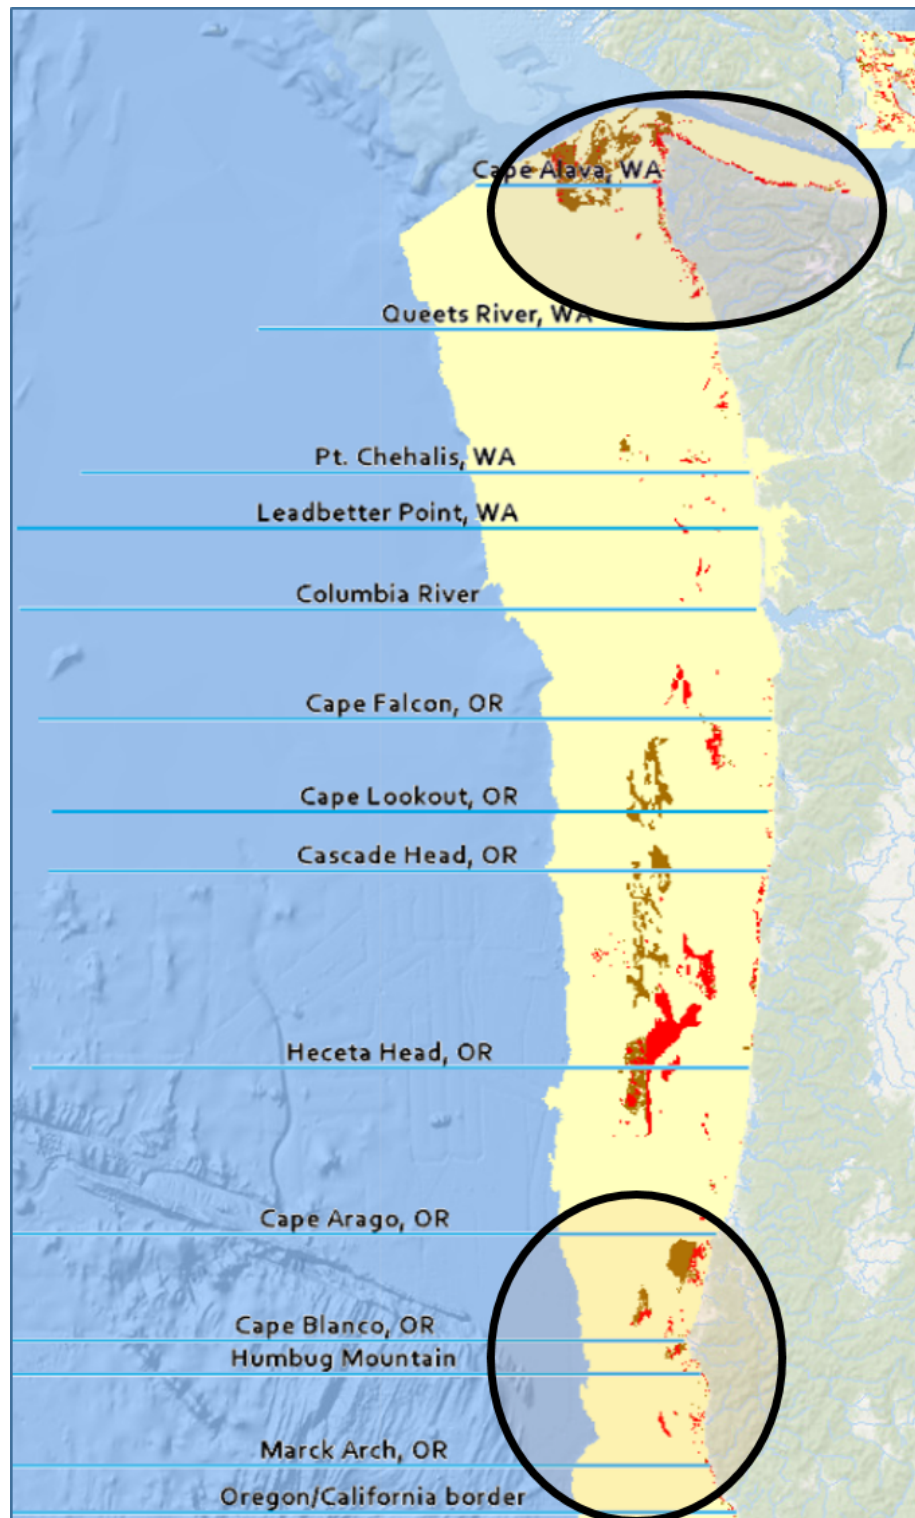 Cape Alava, WA
Queets River, WA
Pt. Chehalis, WA
Leadbetter Point, WA
Columbia River
Cape Falcon, OR
Cape Lookout, OR
Cascade Head, OR
Heceta Head, OR
Cape Arago, OR
Cape Blanco, OR
Humbug Mountain
Marck Arch, OR
Oregon/California border